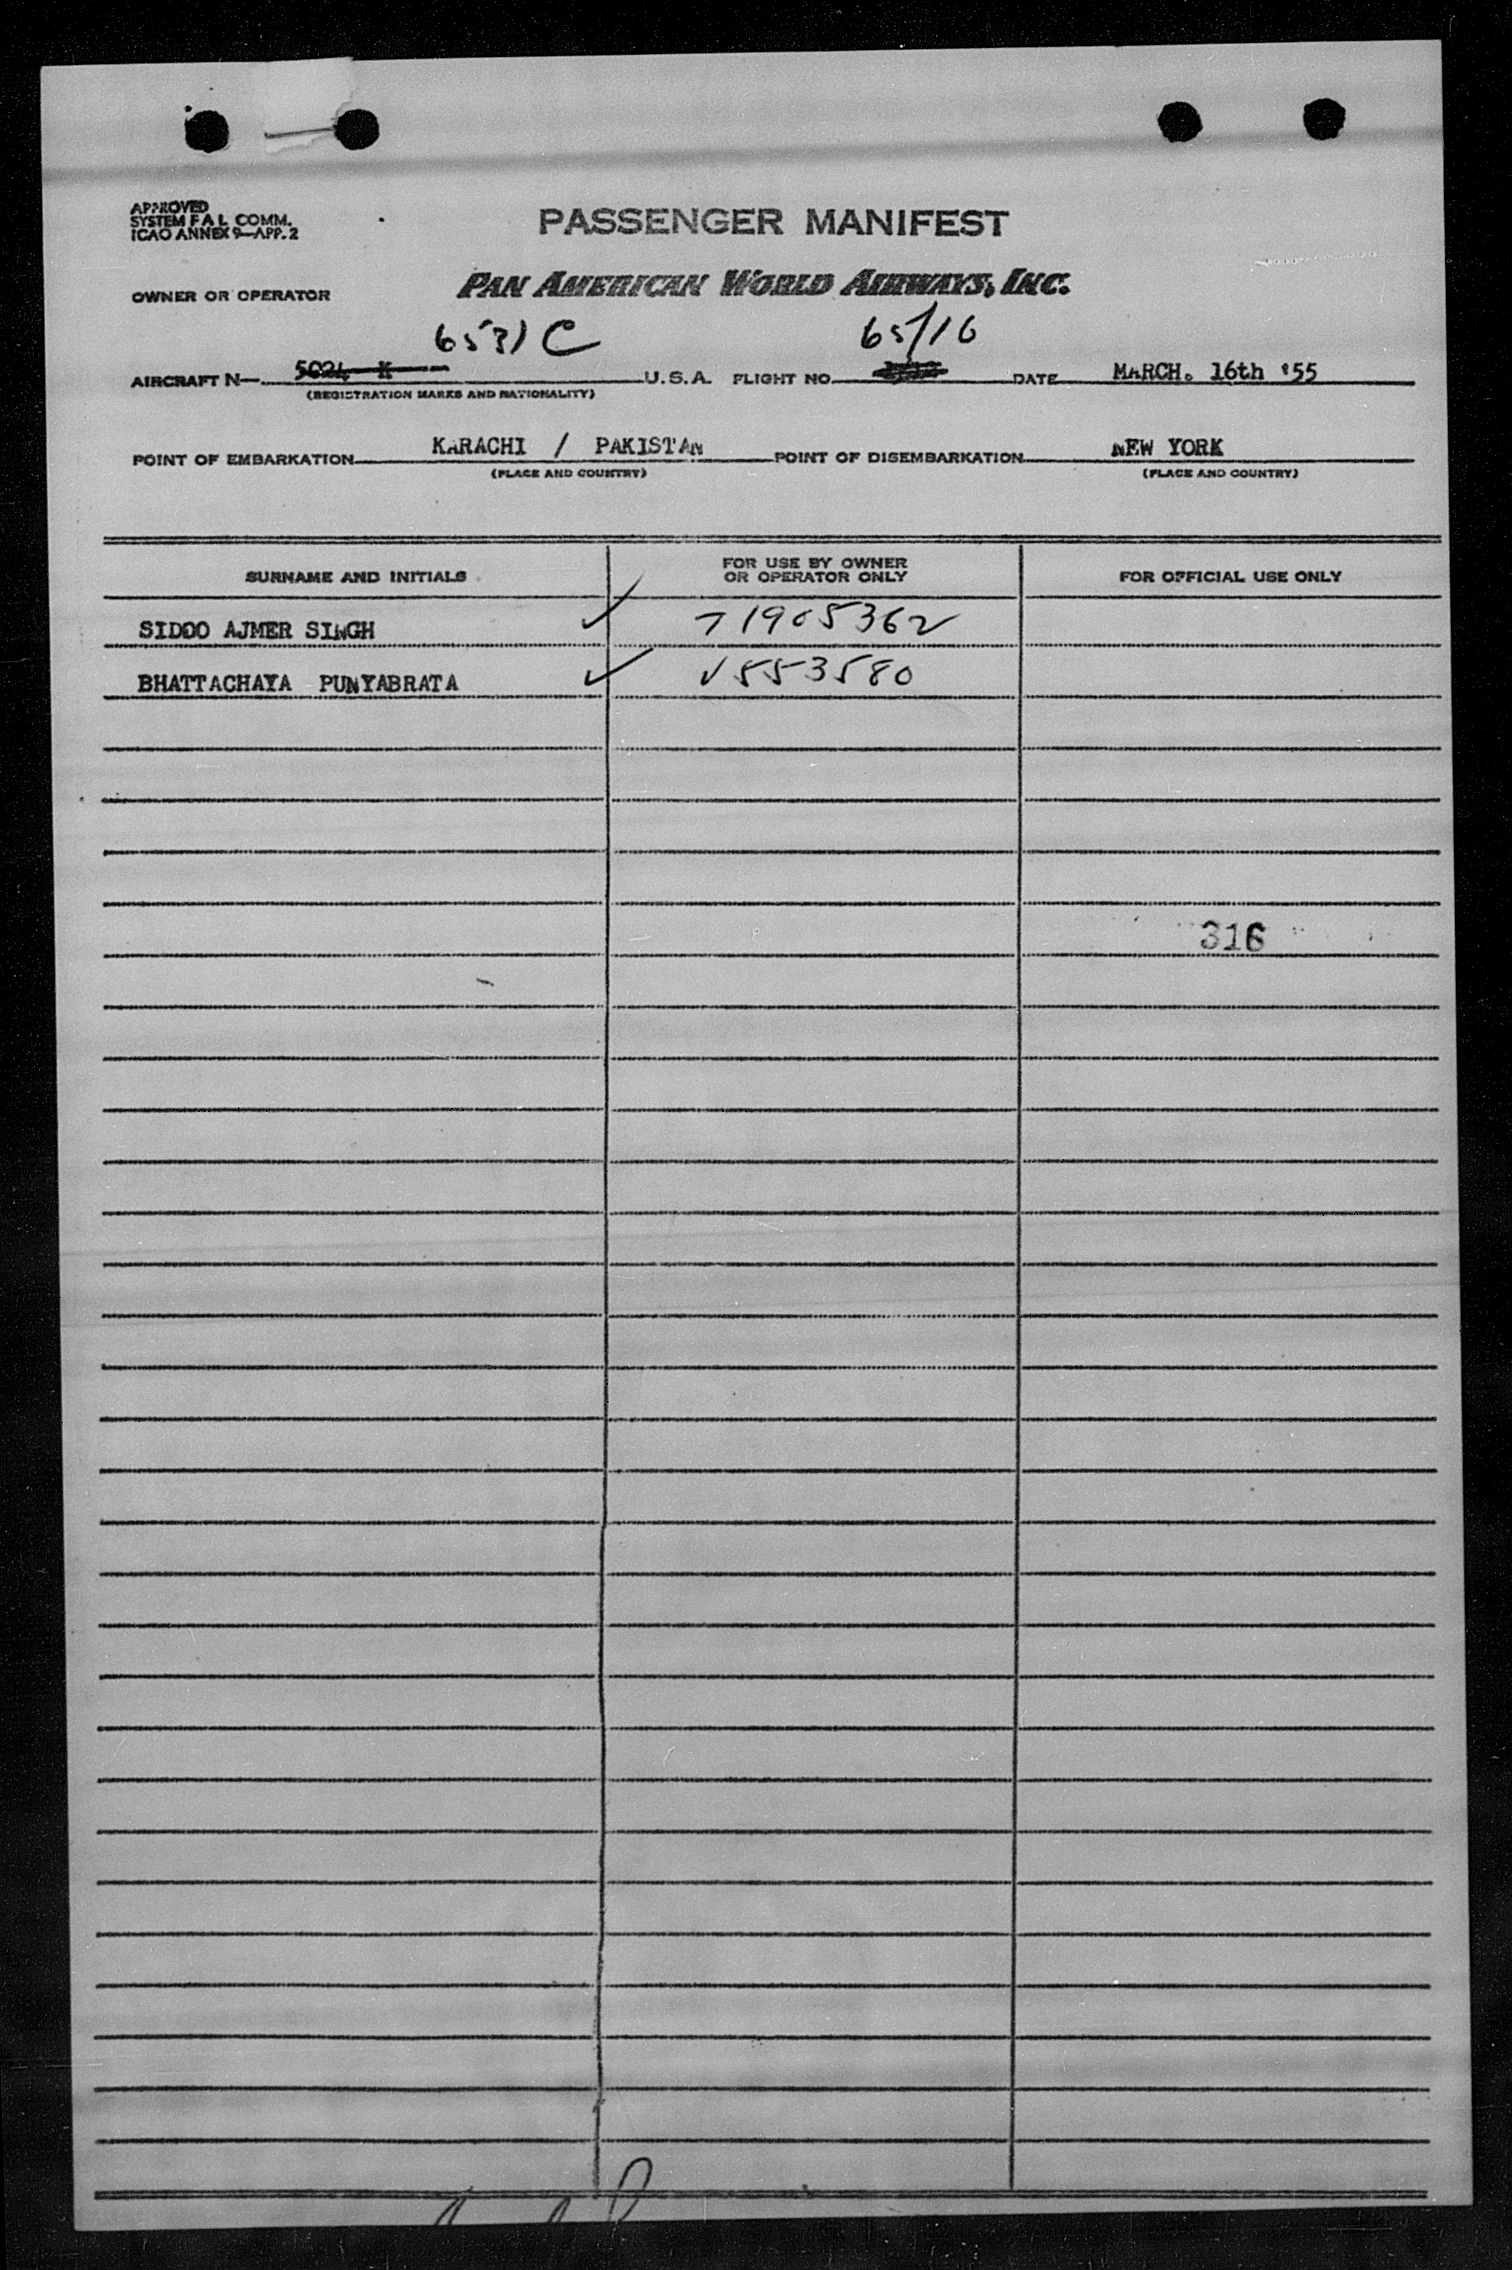 APPROVED
SYSTEM F A L COMM.
ICAO ANNEX 9—APP. 2
PASSENGER MANIFEST
OWNER OR OPERATOR PAN AMERICAN WORLD AIRWAYS, INC.
6531 C 65/16
AIRCRAFT N— 5024 K U.S.A. FLIGHT NO. DATE MARCH. 16th '55
(REGISTRATION MARKS AND NATIONALITY)
POINT OF EMBARKATION KARACHI / PAKISTAN POINT OF DISEMBARKATION NEW YORK
(PLACE AND COUNTRY) (PLACE AND COUNTRY)
SURNAME AND INITIALS FOR USE BY OWNER OR OPERATOR ONLY FOR OFFICIAL USE ONLY
SIDOO AJMER SINGH ✓ 71905362
BHATTACHAYA PUNYABRATA ✓ V553580
316